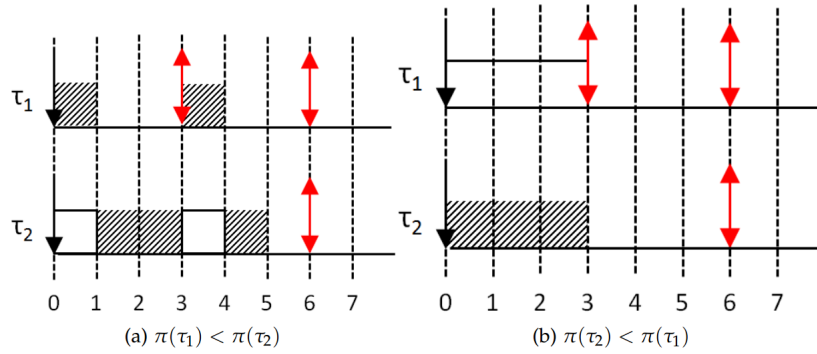 τ₁
τ₂
0 1 2 3 4 5 6 7
(a) π(τ₁) < π(τ₂)
τ₁
τ₂
0 1 2 3 4 5 6 7
(b) π(τ₂) < π(τ₁)